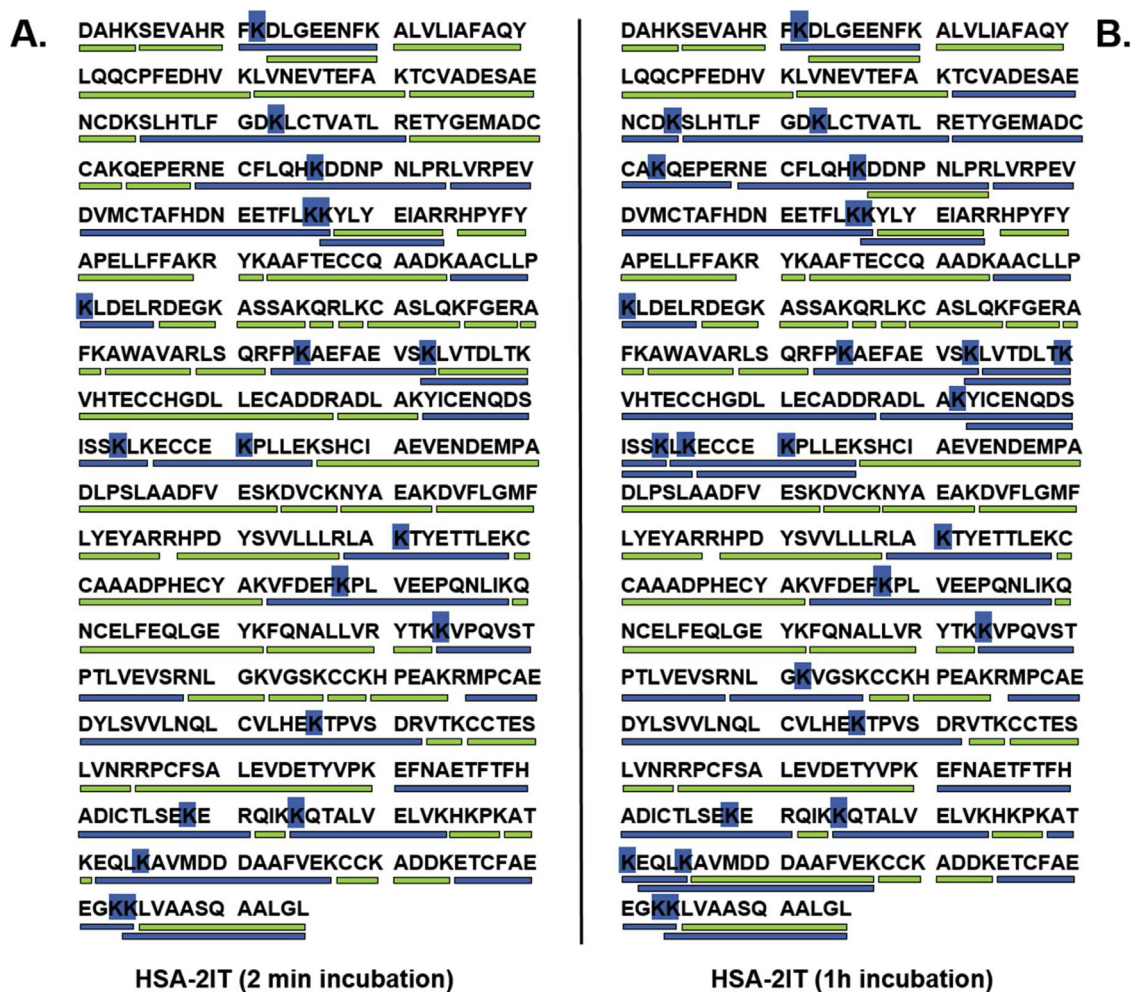 A.
DAHKSEVAHR FKDLGEENFK ALVLIAFAQY
LQQCPFEDHV KLVNEVTEFA KTCVADESAE
NCDKSLHTLF GDKLCTVATL RETYGEMADC
CAKQEPERNE CFLQHKDDNP NLPRLVRPEV
DVMCTAFHDN EETFLKKYLY EIARRHPYFY
APELLFFAKR YKAAFTECCQ AADKAACLLP
KLDELRDEGK ASSAKQRLKC ASLQKFGERA
FKAWAVARLS QRFPKAEFAE VSKLVTDLTK
VHTECCHGDL LECADDRADL AKYICENQDS
ISSKLKECCE KPLLEKSHCI AEVENDEMPA
DLPSLAADFV ESKDVCKNYA EAKDVFLGMF
LYEYARRHPD YSVVLLLRLA KTYETTLEKC
CAAADPHECY AKVFDEFKPL VEEPQNLIKQ
NCELFEQLGE YKFQNALLVR YTKKVPQVST
PTLVEVSRNL GKVGSKCCKH PEAKRMPCAE
DYLSVVLNQL CVLHEKTPVS DRVTKCCTES
LVNRRPCFSA LEVDETYVPK EFNAETFTFH
ADICTLSEKE RQIKKQTALV ELVKHKPKAT
KEQLKAVMDD DAAFVEKCCK ADDKETCFAE
EGKKLVAASQ AALGL
HSA-2IT (2 min incubation)
B.
DAHKSEVAHR FKDLGEENFK ALVLIAFAQY
LQQCPFEDHV KLVNEVTEFA KTCVADESAE
NCDKSLHTLF GDKLCTVATL RETYGEMADC
CAKQEPERNE CFLQHKDDNP NLPRLVRPEV
DVMCTAFHDN EETFLKKYLY EIARRHPYFY
APELLFFAKR YKAAFTECCQ AADKAACLLP
KLDELRDEGK ASSAKQRLKC ASLQKFGERA
FKAWAVARLS QRFPKAEFAE VSKLVTDLTK
VHTECCHGDL LECADDRADL AKYICENQDS
ISSKLKECCE KPLLEKSHCI AEVENDEMPA
DLPSLAADFV ESKDVCKNYA EAKDVFLGMF
LYEYARRHPD YSVVLLLRLA KTYETTLEKC
CAAADPHECY AKVFDEFKPL VEEPQNLIKQ
NCELFEQLGE YKFQNALLVR YTKKVPQVST
PTLVEVSRNL GKVGSKCCKH PEAKRMPCAE
DYLSVVLNQL CVLHEKTPVS DRVTKCCTES
LVNRRPCFSA LEVDETYVPK EFNAETFTFH
ADICTLSEKE RQIKKQTALV ELVKHKPKAT
KEQLKAVMDD DAAFVEKCCK ADDKETCFAE
EGKKLVAASQ AALGL
HSA-2IT (1h incubation)